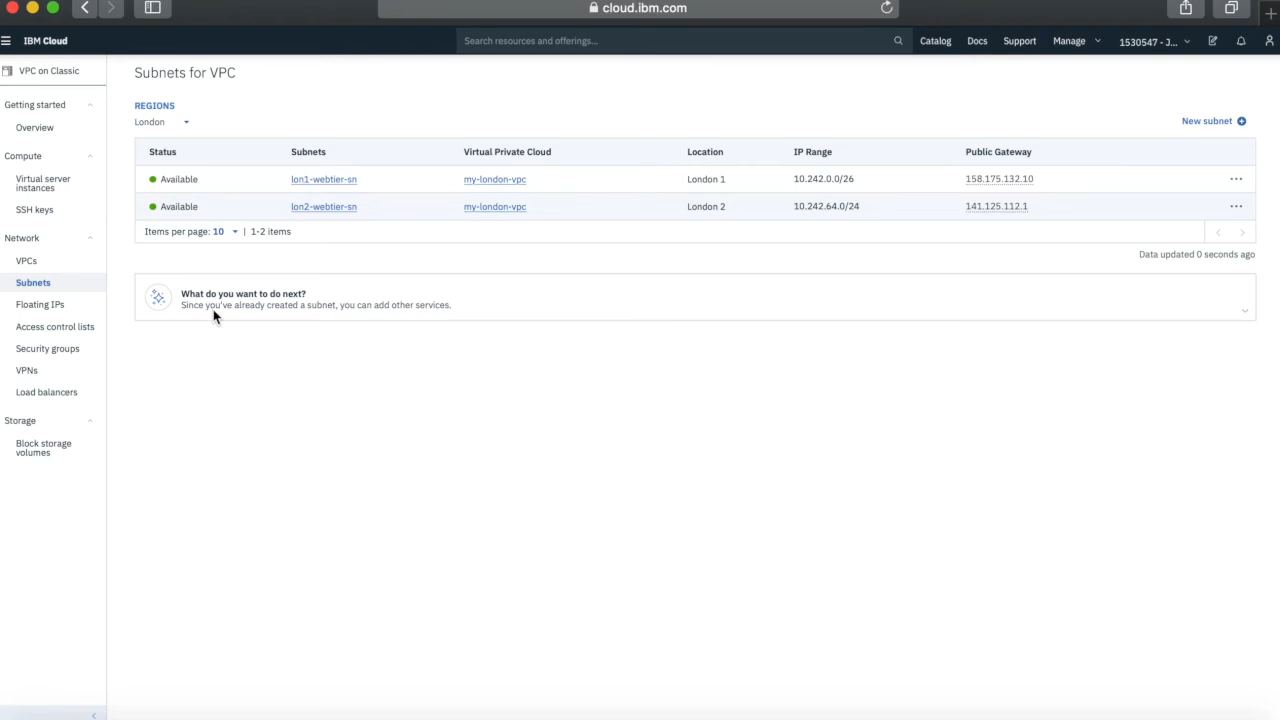 cloud.ibm.com
IBM Cloud
Search resources and offerings...
Catalog
Docs
Support
Manage
1530547 - J...
VPC on Classic
Getting started
Overview
Compute
Virtual server
instances
SSH keys
Network
VPCs
Subnets
Floating IPs
Access control lists
Security groups
VPNs
Load balancers
Storage
Block storage
volumes
Subnets for VPC
REGIONS
London
New subnet
Status Subnets Virtual Private Cloud Location IP Range Public Gateway
Available lon1-webtier-sn my-london-vpc London 1 10.242.0.0/26 158.175.132.10
Available lon2-webtier-sn my-london-vpc London 2 10.242.64.0/24 141.125.112.1
Items per page: 10 | 1-2 items
Data updated 0 seconds ago
What do you want to do next?
Since you've already created a subnet, you can add other services.